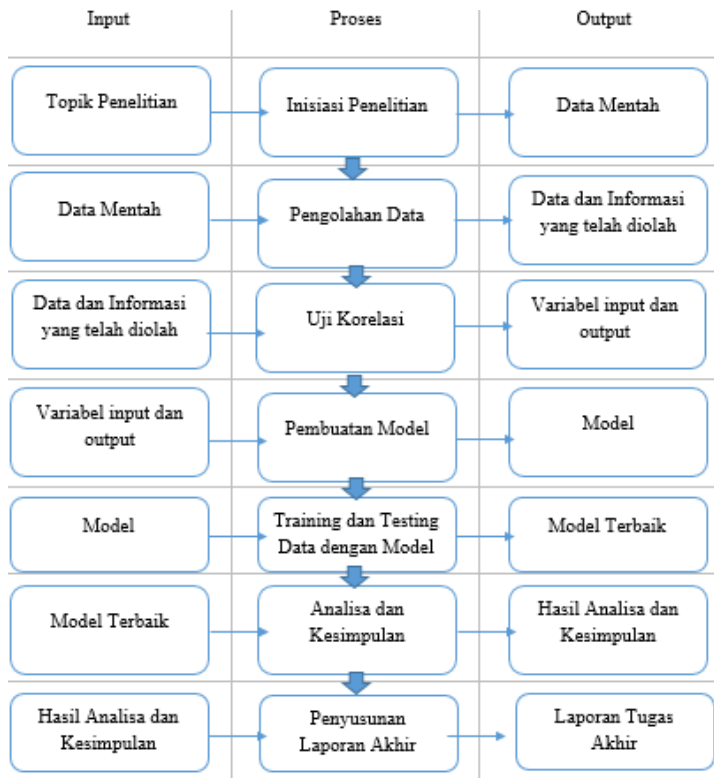 Input
Proses
Output
Topik Penelitian
Inisiasi Penelitian
Data Mentah
Data Mentah
Pengolahan Data
Data dan Informasi
yang telah diolah
Data dan Informasi
yang telah diolah
Uji Korelasi
Variabel input dan
output
Variabel input dan
output
Pembuatan Model
Model
Model
Training dan Testing
Data dengan Model
Model Terbaik
Model Terbaik
Analisa dan
Kesimpulan
Hasil Analisa dan
Kesimpulan
Hasil Analisa dan
Kesimpulan
Penyusunan
Laporan Akhir
Laporan Tugas
Akhir